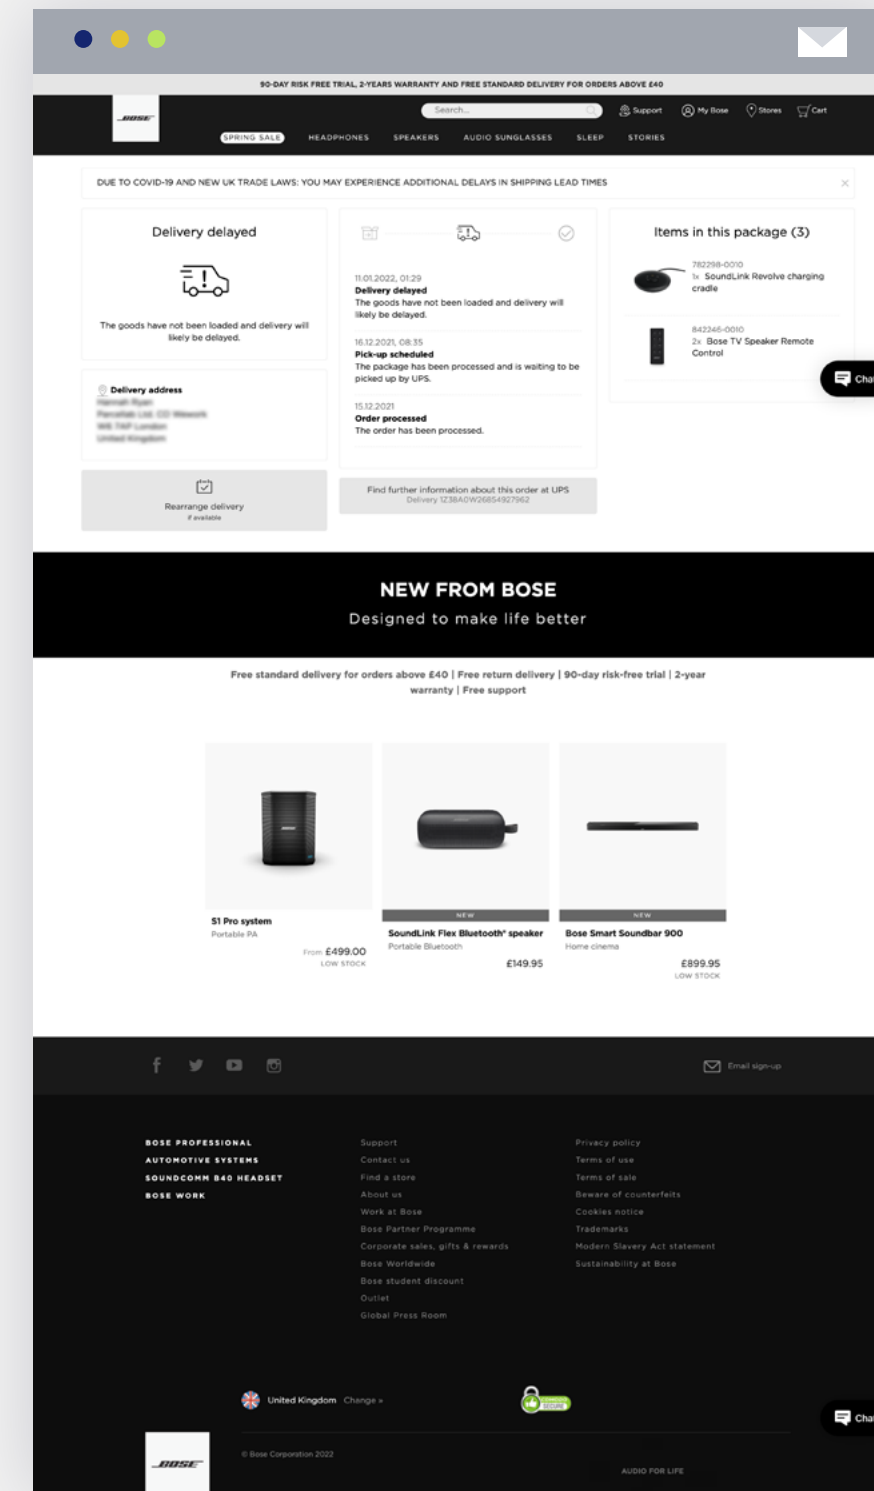 90-DAY RISK FREE TRIAL, 2-YEARS WARRANTY AND FREE STANDARD DELIVERY FOR ORDERS ABOVE £40
BOSE
Search...
Support
My Bose
Stores
Cart
SPRING SALE
HEADPHONES
SPEAKERS
AUDIO SUNGLASSES
SLEEP
STORIES
DUE TO COVID-19 AND NEW UK TRADE LAWS: YOU MAY EXPERIENCE ADDITIONAL DELAYS IN SHIPPING LEAD TIMES
Delivery delayed
The goods have not been loaded and delivery will
likely be delayed.
Delivery address
Rearrange delivery
if available
11.01.2022, 01:29
Delivery delayed
The goods have not been loaded and delivery will
likely be delayed.
16.12.2021, 08:35
Pick-up scheduled
The package has been processed and is waiting to be
picked up by UPS.
15.12.2021
Order processed
The order has been processed.
Find further information about this order at UPS
Delivery 1Z38A0W26854927962
Items in this package (3)
782298-0010
1x SoundLink Revolve charging
cradle
842246-0010
2x Bose TV Speaker Remote
Control
Chat
NEW FROM BOSE
Designed to make life better
Free standard delivery for orders above £40 | Free return delivery | 90-day risk-free trial | 2-year
warranty | Free support
S1 Pro system
Portable PA
From £499.00
LOW STOCK
NEW
SoundLink Flex Bluetooth® speaker
Portable Bluetooth
£149.95
NEW
Bose Smart Soundbar 900
Home cinema
£899.95
LOW STOCK
Email sign-up
BOSE PROFESSIONAL
AUTOMOTIVE SYSTEMS
SOUNDCOMM B40 HEADSET
BOSE WORK
Support
Contact us
Find a store
About us
Work at Bose
Bose Partner Programme
Corporate sales, gifts & rewards
Bose Worldwide
Bose student discount
Outlet
Global Press Room
Privacy policy
Terms of use
Terms of sale
Beware of counterfeits
Cookies notice
Trademarks
Modern Slavery Act statement
Sustainability at Bose
United Kingdom Change »
SECURE
Chat
BOSE
© Bose Corporation 2022
AUDIO FOR LIFE